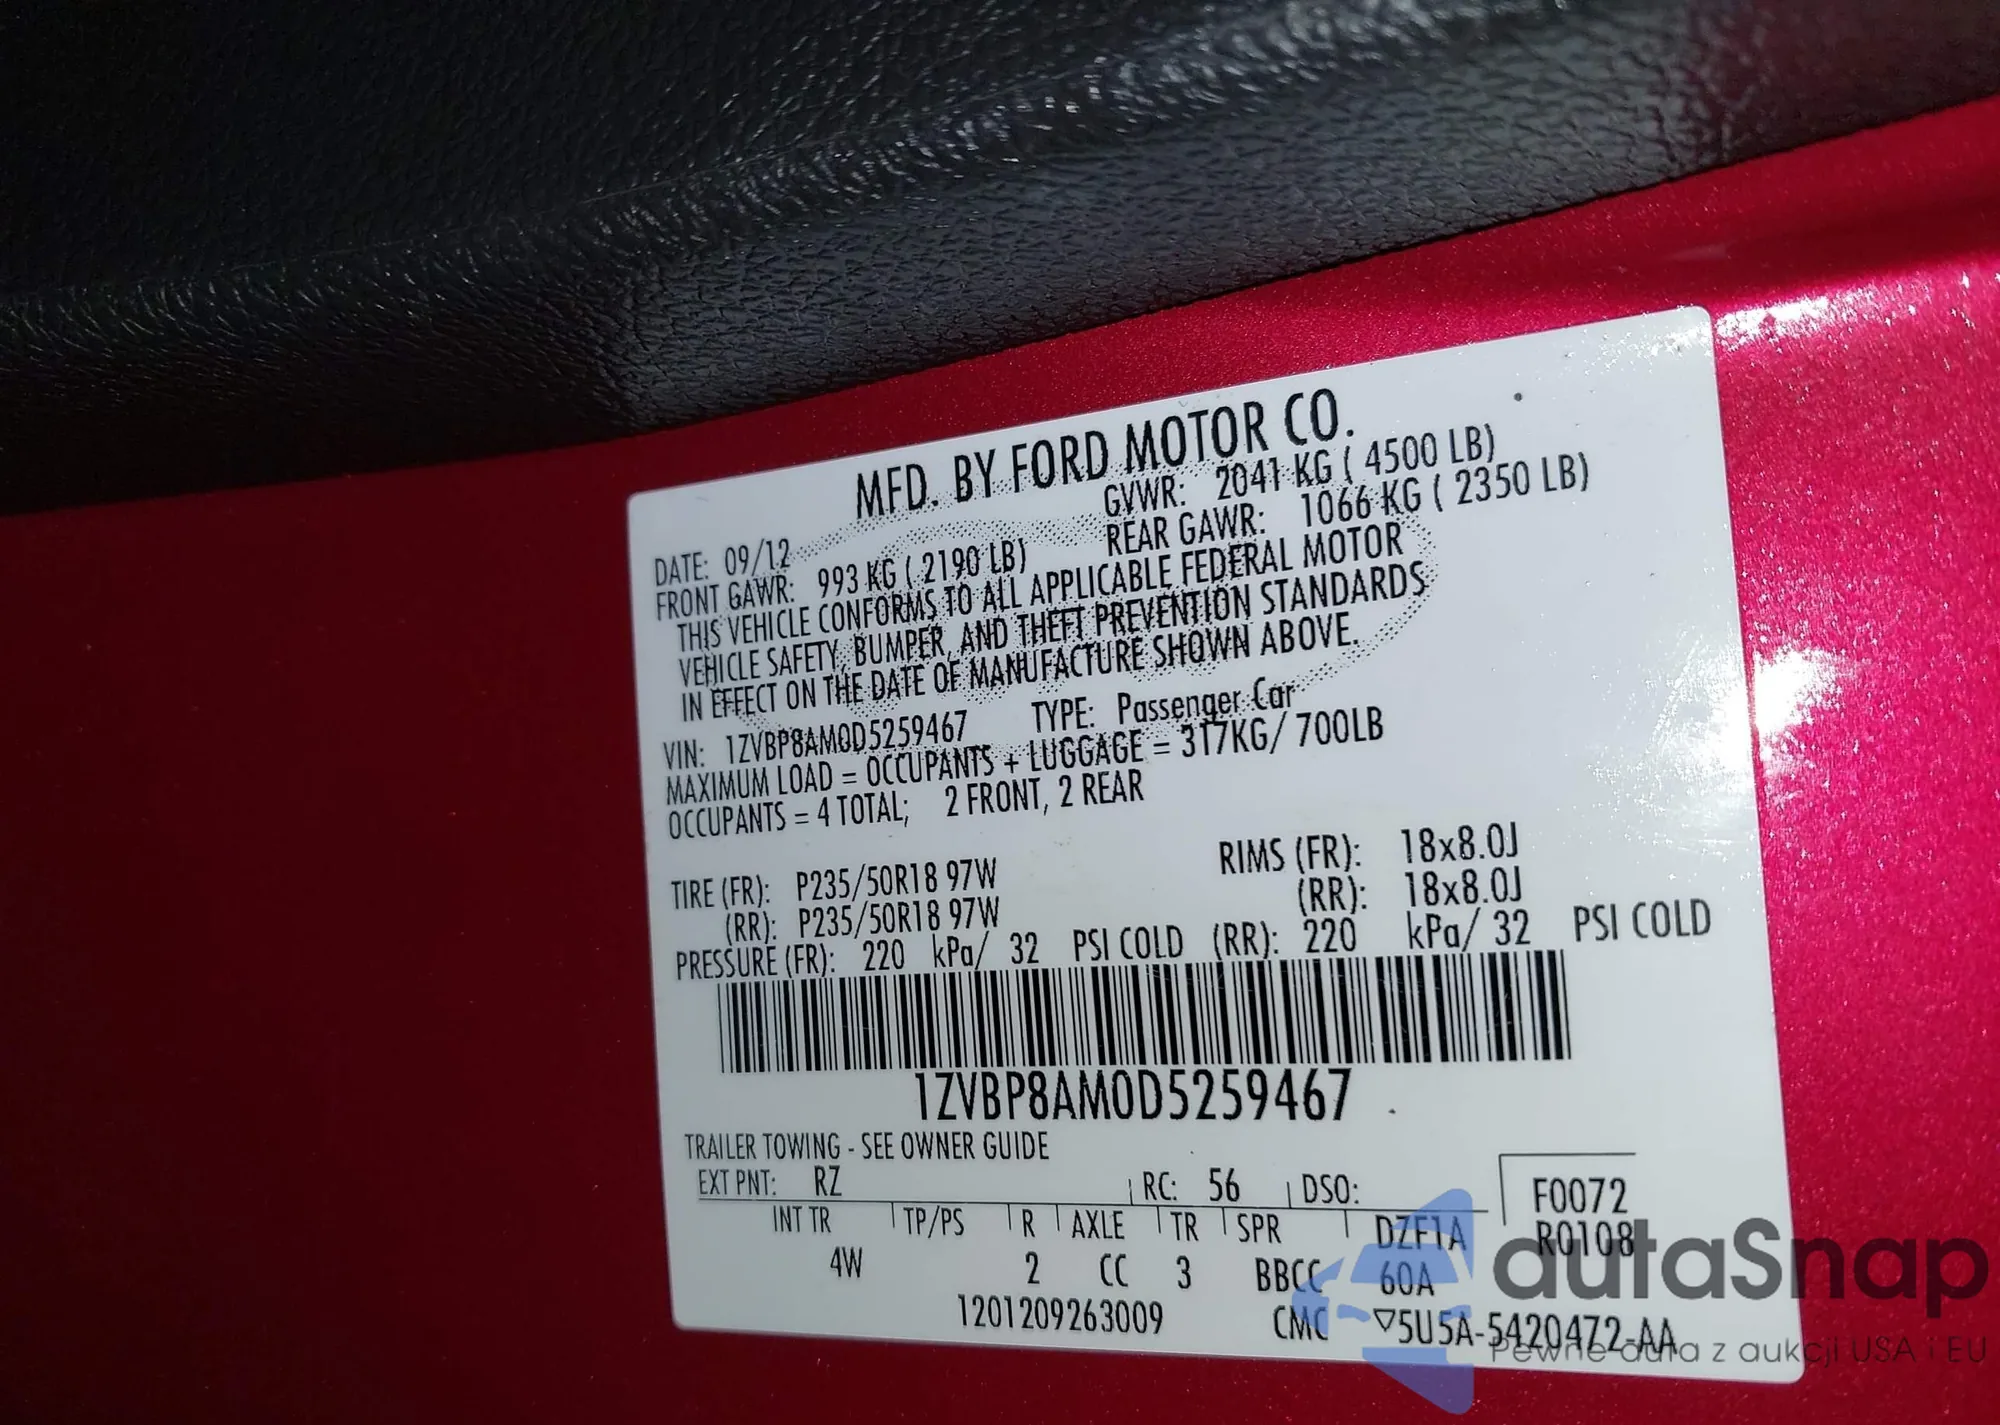 MFD. BY FORD MOTOR CO.
DATE: 09/12 GVWR: 2041 KG ( 4500 LB)
FRONT GAWR: 993 KG ( 2190 LB) REAR GAWR: 1066 KG ( 2350 LB)
THIS VEHICLE CONFORMS TO ALL APPLICABLE FEDERAL MOTOR
VEHICLE SAFETY, BUMPER, AND THEFT PREVENTION STANDARDS
IN EFFECT ON THE DATE OF MANUFACTURE SHOWN ABOVE.
VIN: 1ZVBP8AM0D5259467 TYPE: Passenger Car
MAXIMUM LOAD = OCCUPANTS + LUGGAGE = 317KG/ 700LB
OCCUPANTS = 4 TOTAL; 2 FRONT, 2 REAR
TIRE (FR): P235/50R18 97W RIMS (FR): 18x8.0J
(RR): P235/50R18 97W (RR): 18x8.0J
PRESSURE (FR): 220 kPa/ 32 PSI COLD (RR): 220 kPa/ 32 PSI COLD
1ZVBP8AM0D5259467
TRAILER TOWING - SEE OWNER GUIDE
EXT PNT: RZ RC: 56 DSO: F0072
INT TR TP/PS R AXLE TR SPR DZF1A R0108
4W 2 CC 3 BBCC 60A
1201209263009 CMC ▽5U5A-5420472-AA
autaSnap
Pewne auta z aukcji USA i EU